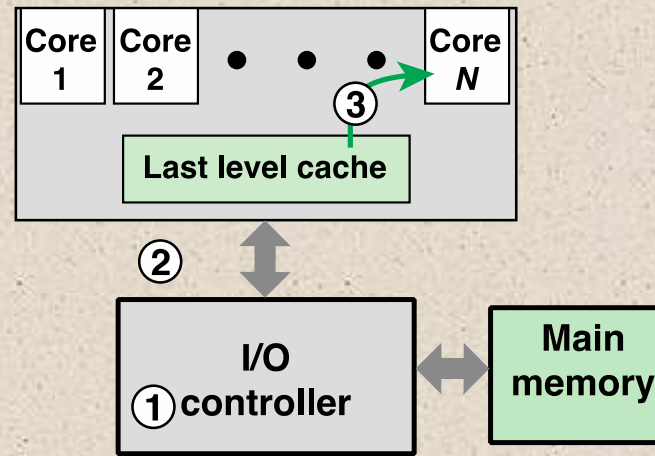 Core
1
Core
2
Core
N
3
Last level cache
2
I/O
1 controller
Main
memory